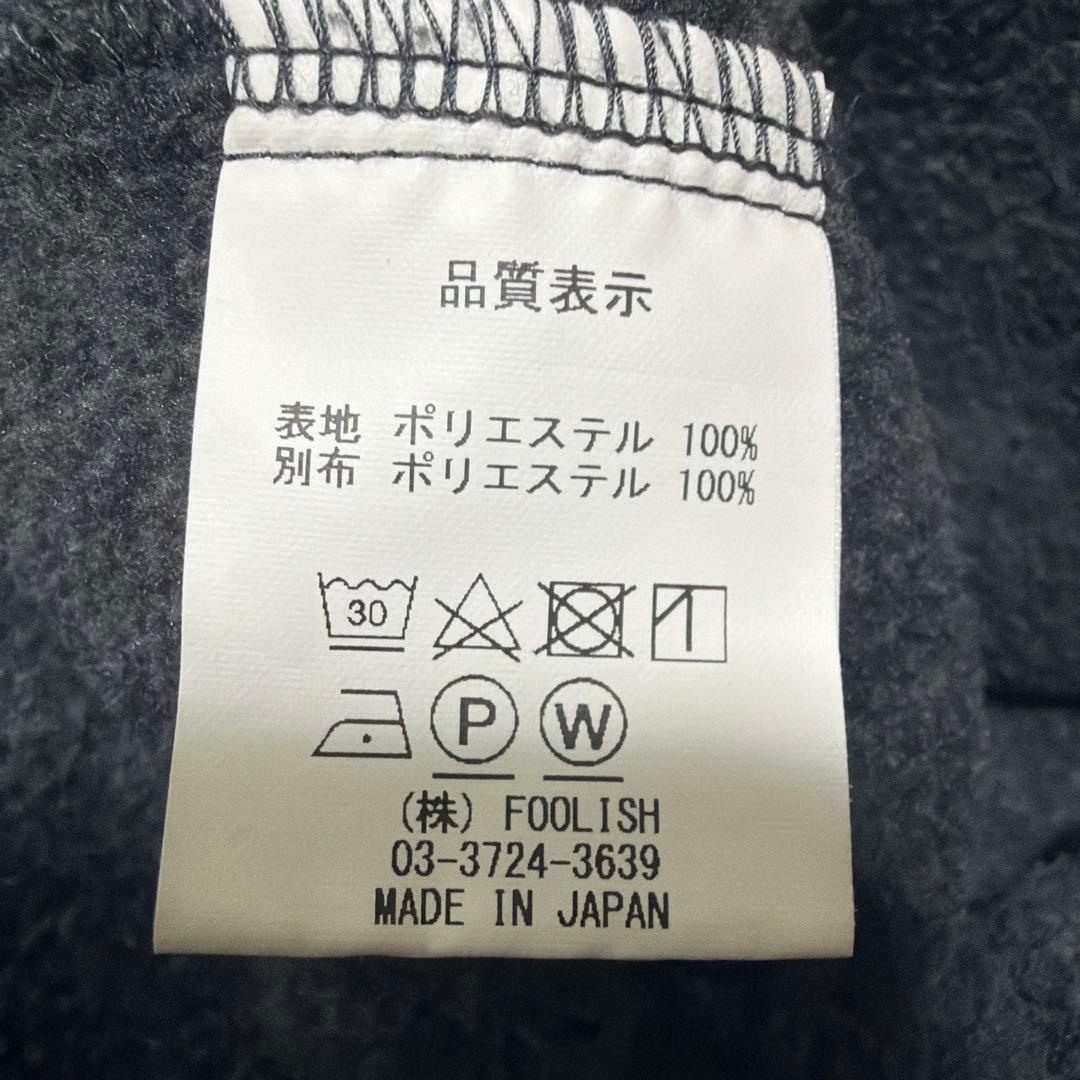 品質表示
表地 ポリエステル 100%
別布 ポリエステル 100%
30
P W
(株) FOOLISH
03-3724-3639
MADE IN JAPAN